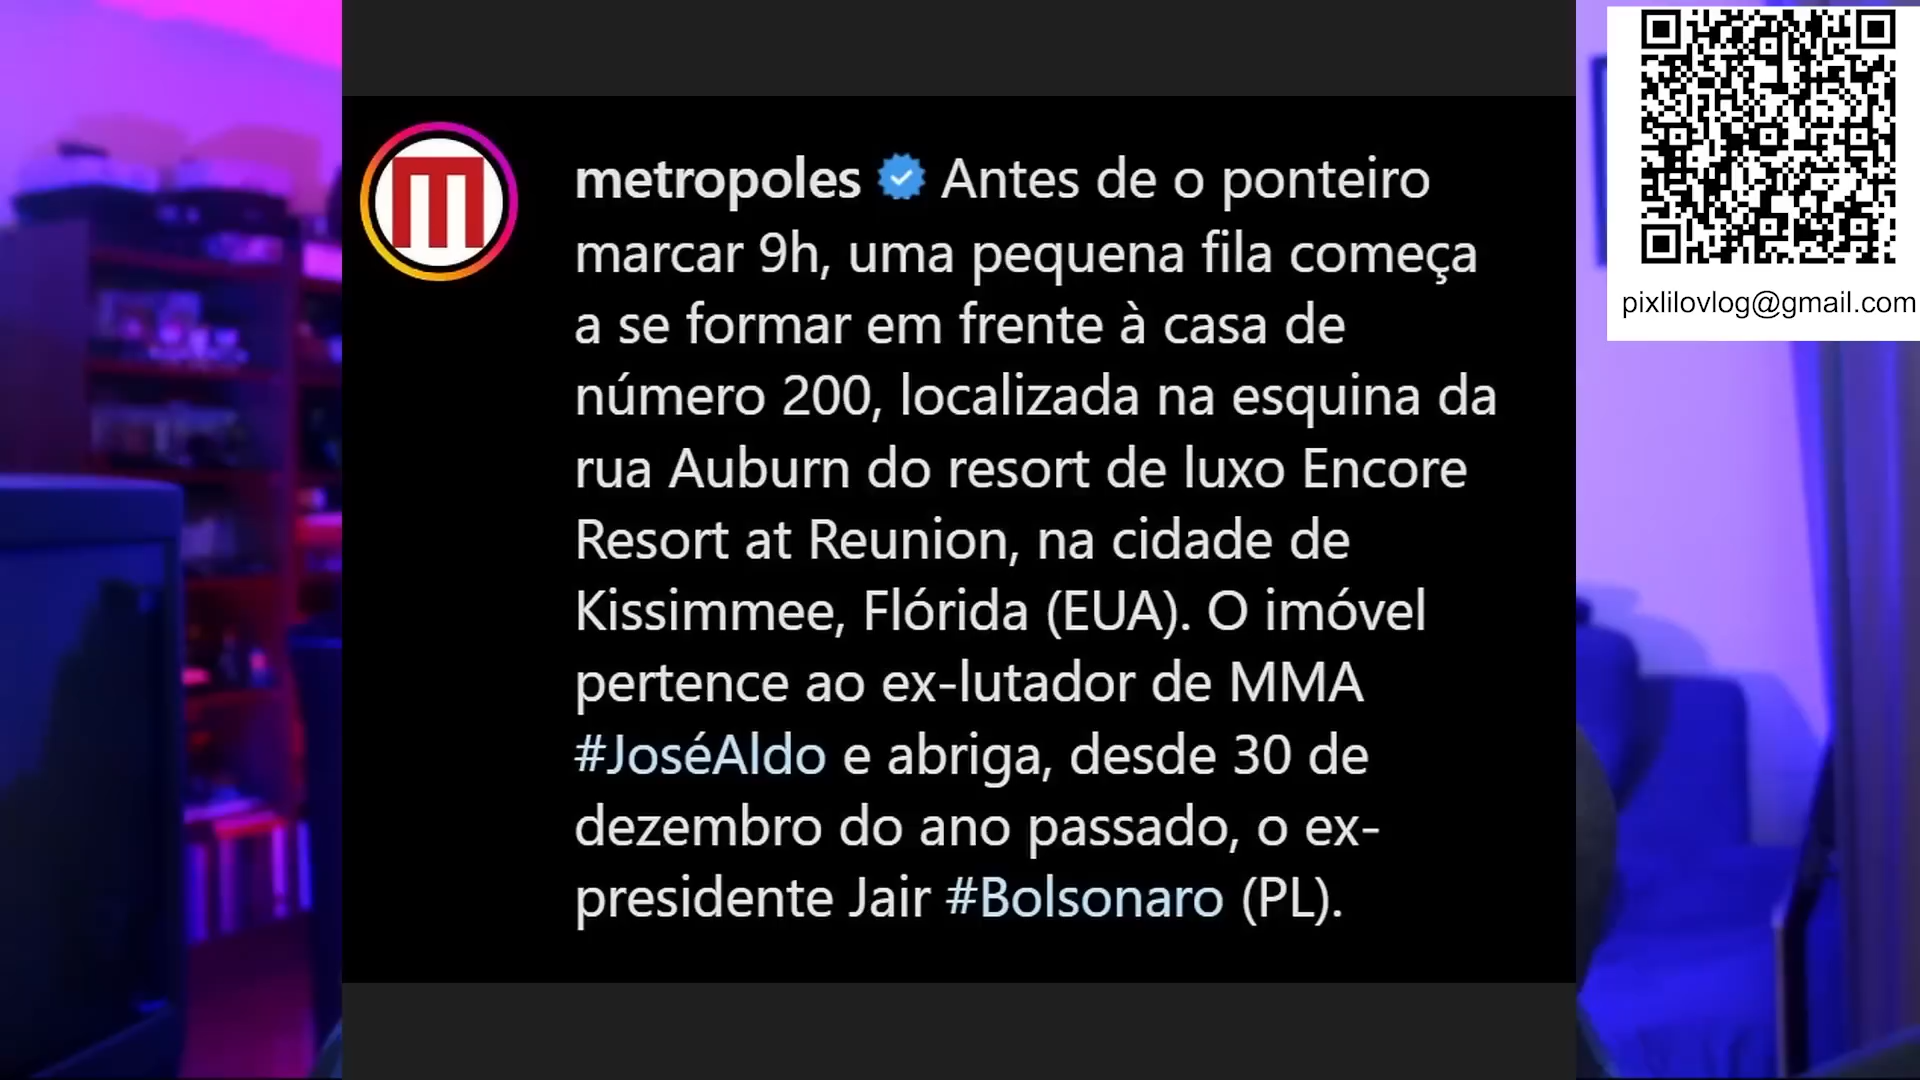 metropoles Antes de o ponteiro
marcar 9h, uma pequena fila começa
a se formar em frente à casa de
número 200, localizada na esquina da
rua Auburn do resort de luxo Encore
Resort at Reunion, na cidade de
Kissimmee, Flórida (EUA). O imóvel
pertence ao ex-lutador de MMA
#JoséAldo e abriga, desde 30 de
dezembro do ano passado, o ex-
presidente Jair #Bolsonaro (PL).
pixlilovlog@gmail.com